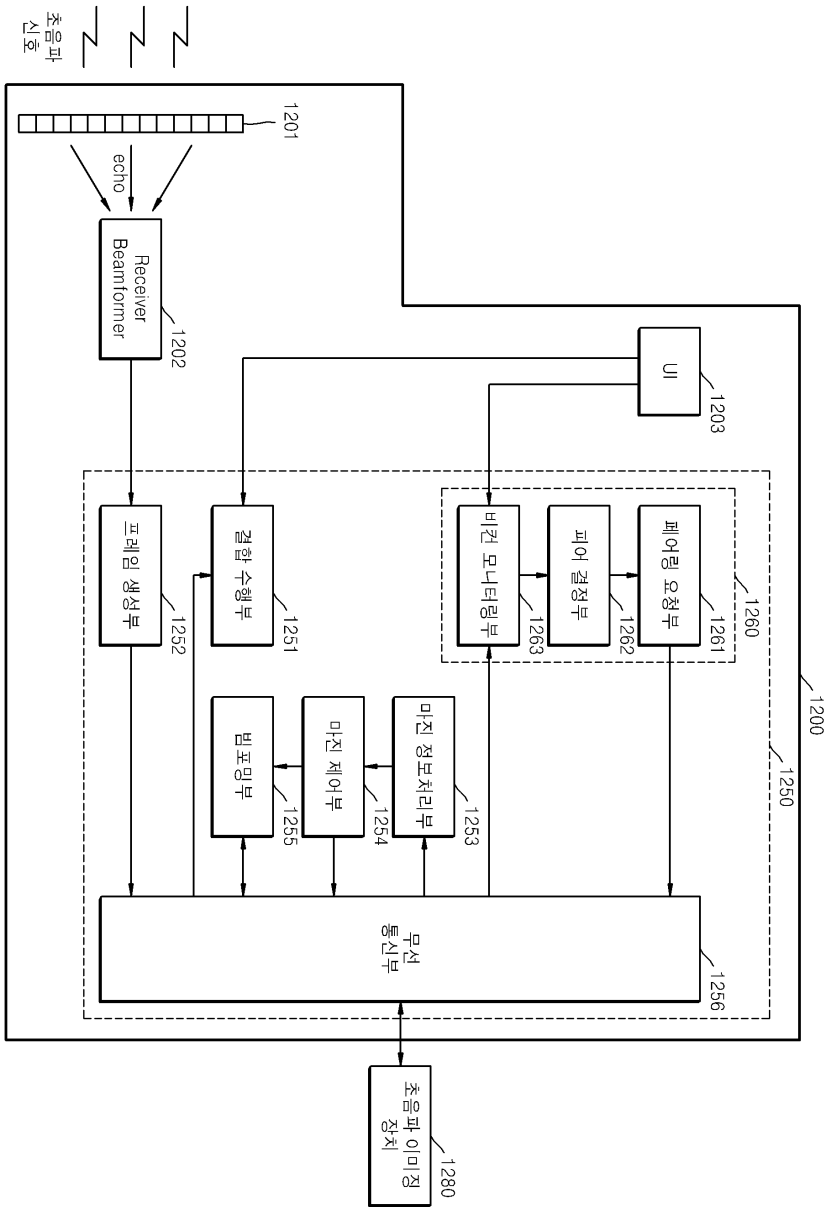 초음파
신호
1201
echo
Receiver
Beamformer
1202
UI
1203
1200
1250
1260
페어링 요청부
1261
피어 결정부
1262
비컨 모니터링부
1263
결합 수행부
1251
프레임 생성부
1252
마진 정보처리부
1253
마진 제어부
1254
빔포밍부
1255
무선
통신부
1256
초음파 이미징
장치
1280